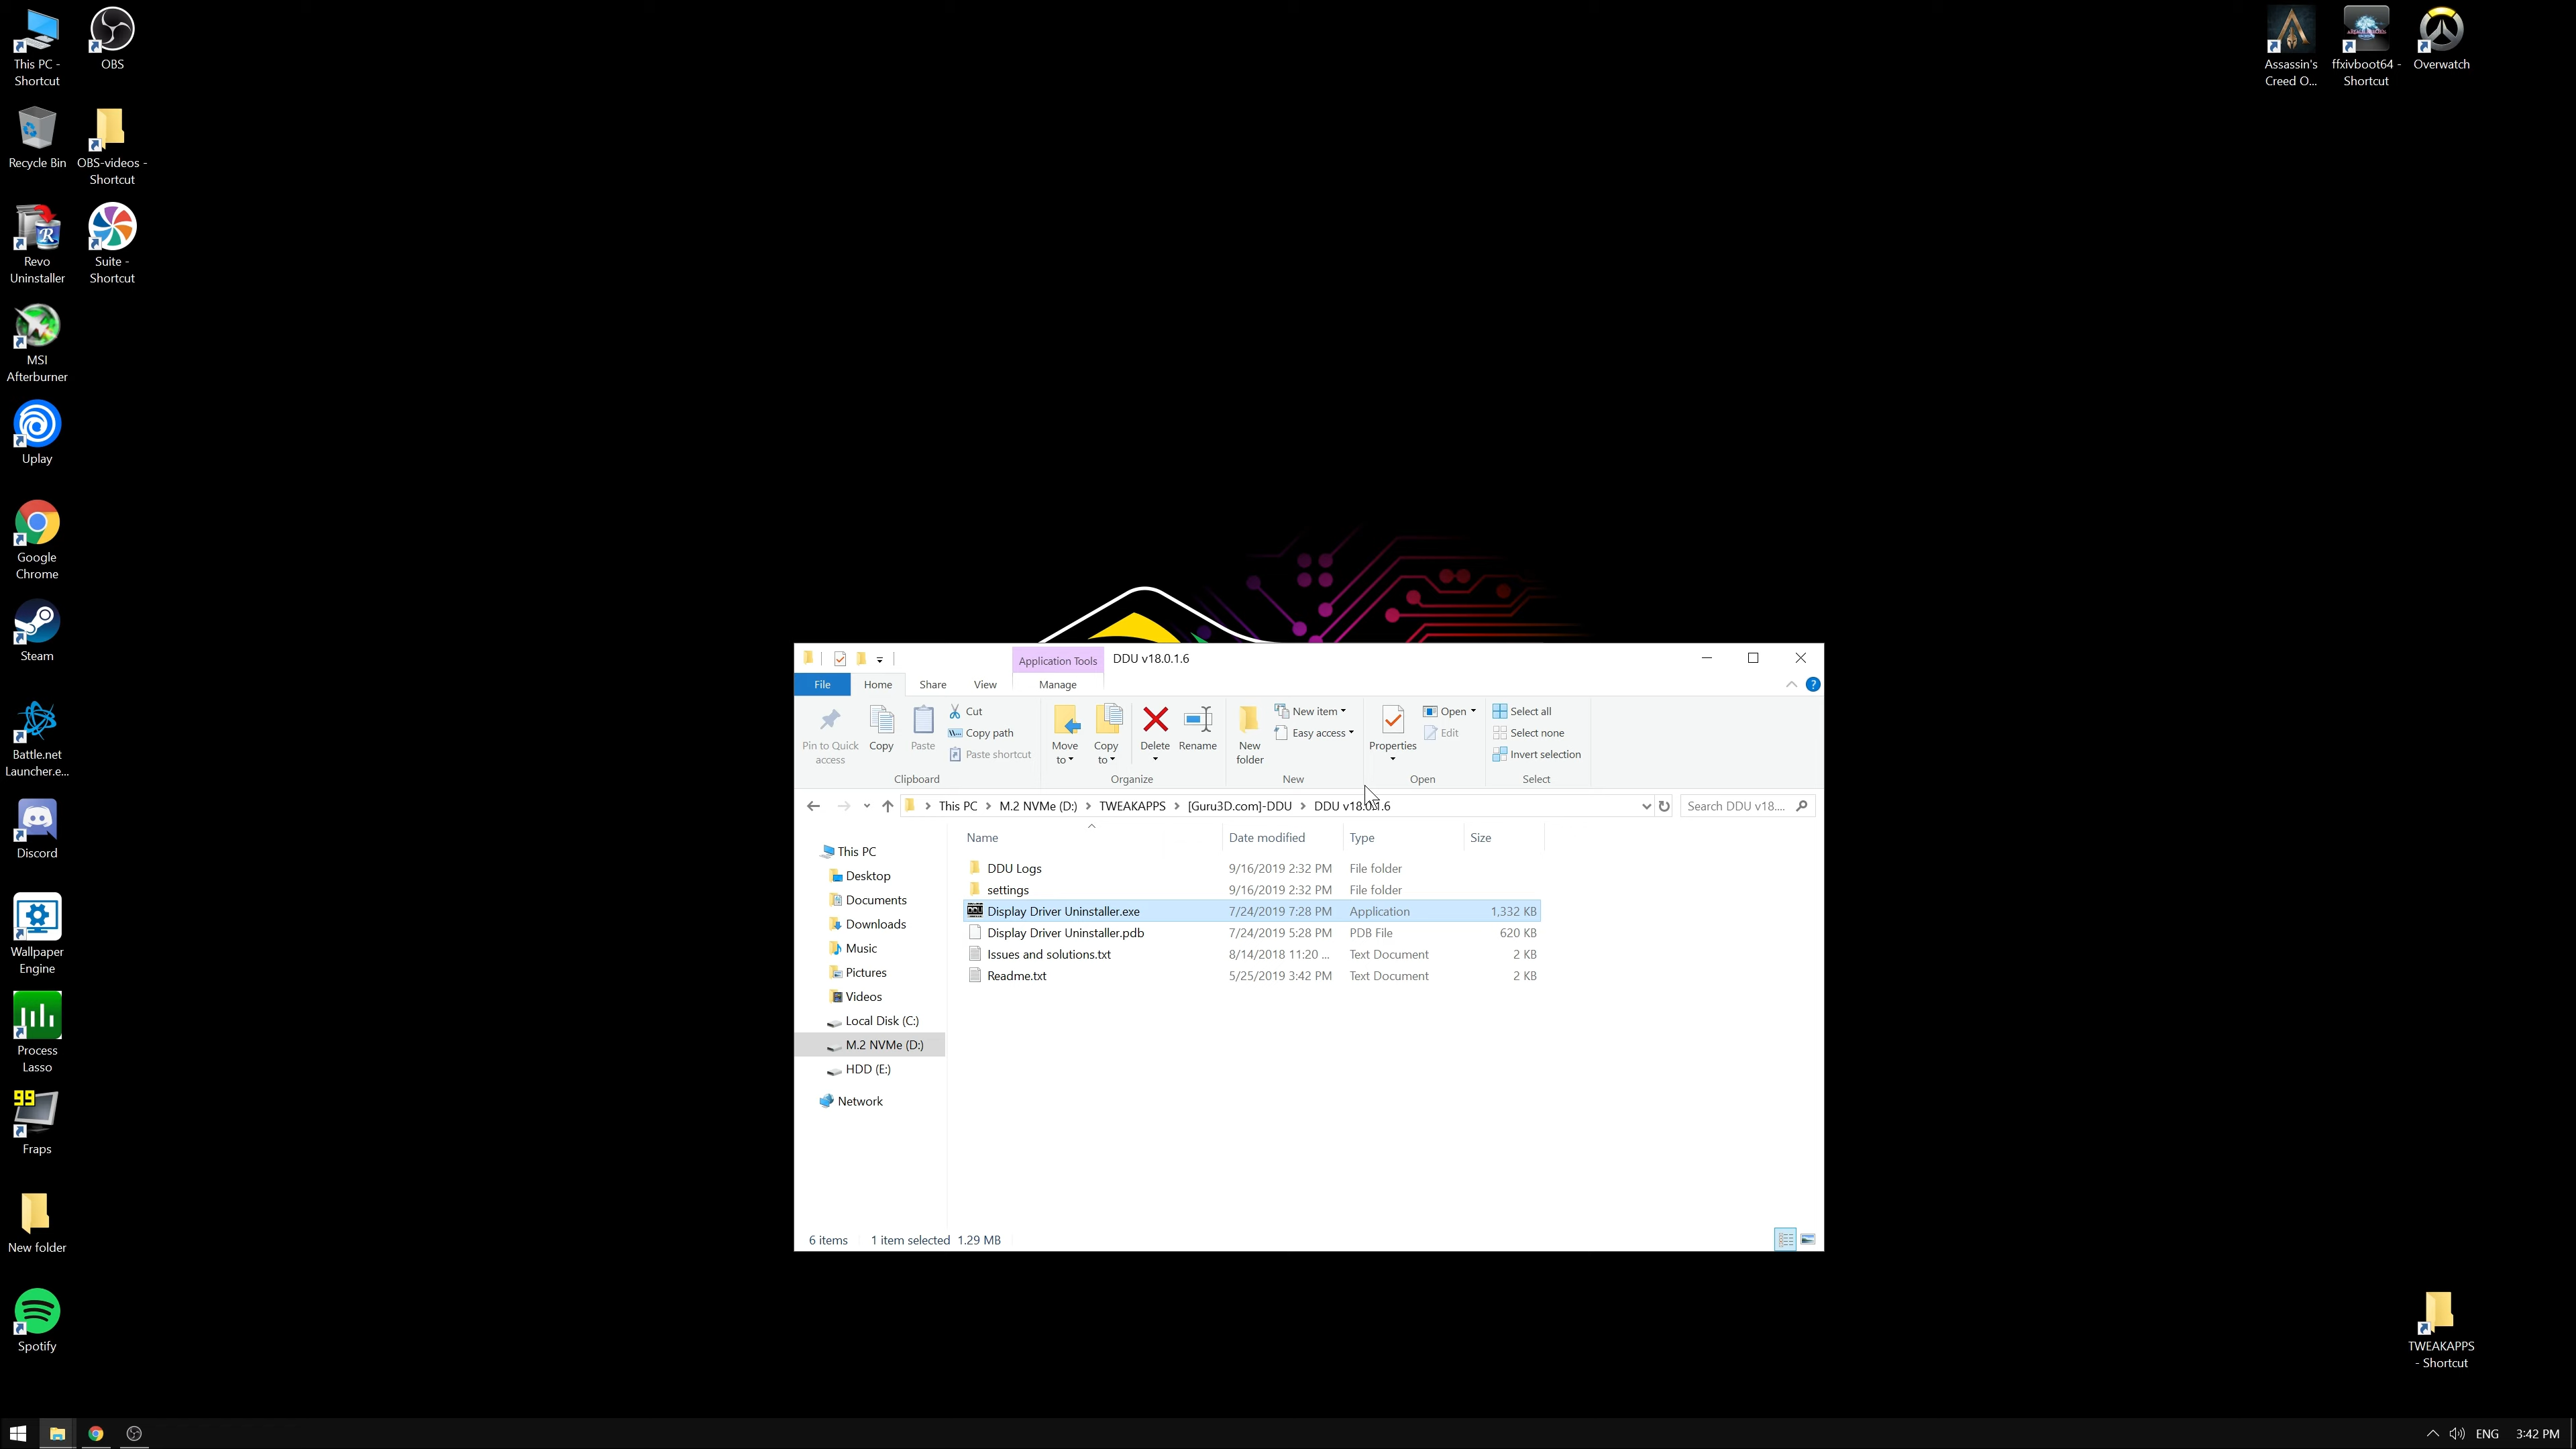 This PC -
Shortcut
OBS
Recycle Bin
OBS-videos -
Shortcut
Revo
Uninstaller
Suite -
Shortcut
MSI
Afterburner
Uplay
Google
Chrome
Steam
Battle.net
Launcher.e...
Discord
Wallpaper
Engine
Process
Lasso
99
Fraps
New folder
Spotify
Assassin's
Creed O...
ffxivboot64 -
Shortcut
Overwatch
Application Tools
DDU v18.0.1.6
File
Home
Share
View
Manage
Pin to Quick
access
Copy
Paste
Cut
Copy path
Paste shortcut
Clipboard
Move
to
Copy
to
Delete
Rename
Organize
New
folder
New item
Easy access
New
Properties
Open
Edit
Open
Select all
Select none
Invert selection
Select
This PC > M.2 NVMe (D:) > TWEAKAPPS > [Guru3D.com]-DDU > DDU v18.0.1.6
Search DDU v18....
This PC
Desktop
Documents
Downloads
Music
Pictures
Videos
Local Disk (C:)
M.2 NVMe (D:)
HDD (E:)
Network
Name Date modified Type Size
DDU Logs 9/16/2019 2:32 PM File folder
settings 9/16/2019 2:32 PM File folder
Display Driver Uninstaller.exe 7/24/2019 7:28 PM Application 1,332 KB
Display Driver Uninstaller.pdb 7/24/2019 5:28 PM PDB File 620 KB
Issues and solutions.txt 8/14/2018 11:20 ... Text Document 2 KB
Readme.txt 5/25/2019 3:42 PM Text Document 2 KB
6 items 1 item selected 1.29 MB
TWEAKAPPS
- Shortcut
ENG 3:42 PM